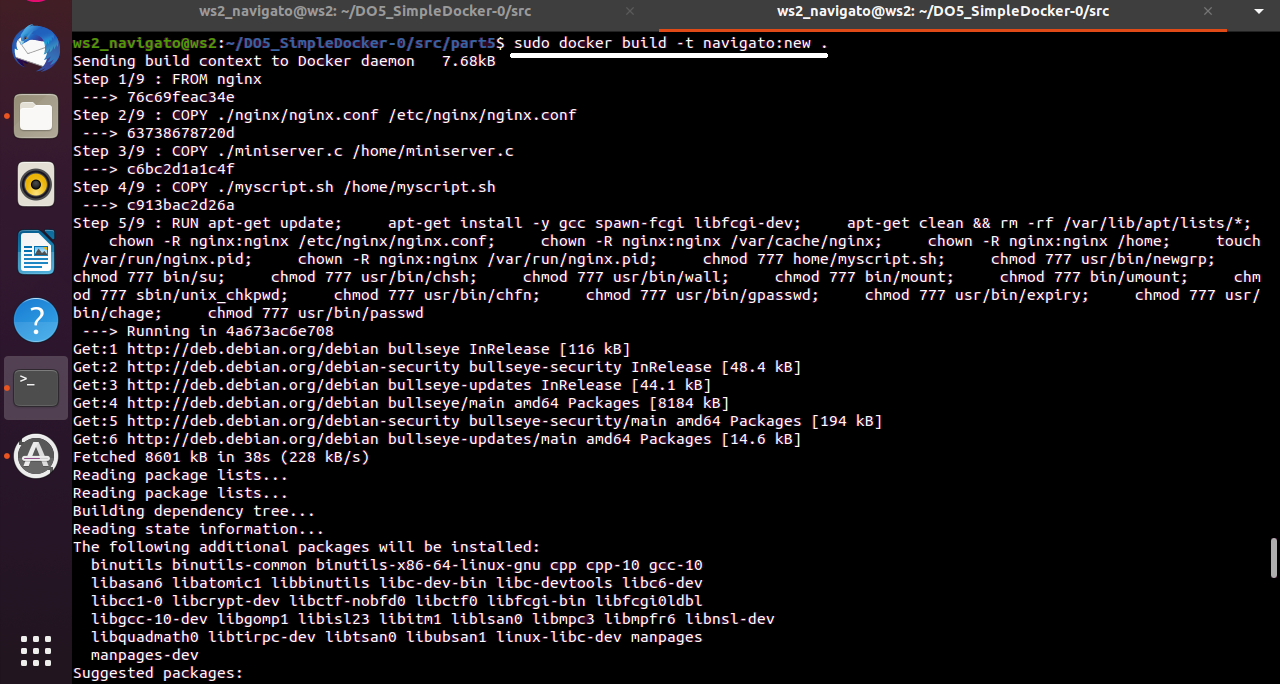 ws2_navigato@ws2: ~/DO5_SimpleDocker-0/src × ws2_navigato@ws2: ~/DO5_SimpleDocker-0/src ×
ws2_navigato@ws2:~/DO5_SimpleDocker-0/src/part5$ sudo docker build -t navigato:new .
Sending build context to Docker daemon   7.68kB
Step 1/9 : FROM nginx
 ---> 76c69feac34e
Step 2/9 : COPY ./nginx/nginx.conf /etc/nginx/nginx.conf
 ---> 63738678720d
Step 3/9 : COPY ./miniserver.c /home/miniserver.c
 ---> c6bc2d1a1c4f
Step 4/9 : COPY ./myscript.sh /home/myscript.sh
 ---> c913bac2d26a
Step 5/9 : RUN apt-get update;     apt-get install -y gcc spawn-fcgi libfcgi-dev;     apt-get clean && rm -rf /var/lib/apt/lists/*;
    chown -R nginx:nginx /etc/nginx/nginx.conf;     chown -R nginx:nginx /var/cache/nginx;     chown -R nginx:nginx /home;     touch
 /var/run/nginx.pid;     chown -R nginx:nginx /var/run/nginx.pid;     chmod 777 home/myscript.sh;     chmod 777 usr/bin/newgrp;
chmod 777 bin/su;     chmod 777 usr/bin/chsh;     chmod 777 usr/bin/wall;     chmod 777 bin/mount;     chmod 777 bin/umount;     chm
od 777 sbin/unix_chkpwd;     chmod 777 usr/bin/chfn;     chmod 777 usr/bin/gpasswd;     chmod 777 usr/bin/expiry;     chmod 777 usr/
bin/chage;     chmod 777 usr/bin/passwd
 ---> Running in 4a673ac6e708
Get:1 http://deb.debian.org/debian bullseye InRelease [116 kB]
Get:2 http://deb.debian.org/debian-security bullseye-security InRelease [48.4 kB]
Get:3 http://deb.debian.org/debian bullseye-updates InRelease [44.1 kB]
Get:4 http://deb.debian.org/debian bullseye/main amd64 Packages [8184 kB]
Get:5 http://deb.debian.org/debian-security bullseye-security/main amd64 Packages [194 kB]
Get:6 http://deb.debian.org/debian bullseye-updates/main amd64 Packages [14.6 kB]
Fetched 8601 kB in 38s (228 kB/s)
Reading package lists...
Reading package lists...
Building dependency tree...
Reading state information...
The following additional packages will be installed:
  binutils binutils-common binutils-x86-64-linux-gnu cpp cpp-10 gcc-10
  libasan6 libatomic1 libbinutils libc-dev-bin libc-devtools libc6-dev
  libcc1-0 libcrypt-dev libctf-nobfd0 libctf0 libfcgi-bin libfcgi0ldbl
  libgcc-10-dev libgomp1 libisl23 libitm1 liblsan0 libmpc3 libmpfr6 libnsl-dev
  libquadmath0 libtirpc-dev libtsan0 libubsan1 linux-libc-dev manpages
  manpages-dev
Suggested packages: